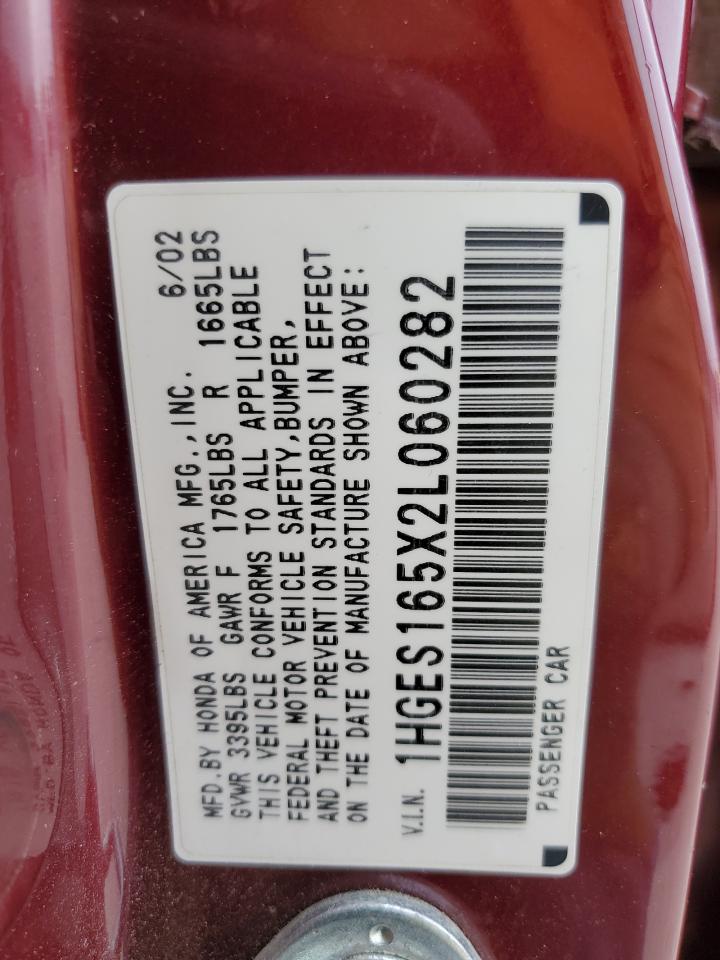 MFD.BY HONDA OF AMERICA MFG.,INC. 6/02
GVWR 3395LBS GAWR F 1765LBS R 1665LBS
THIS VEHICLE CONFORMS TO ALL APPLICABLE
FEDERAL MOTOR VEHICLE SAFETY,BUMPER,
AND THEFT PREVENTION STANDARDS IN EFFECT
ON THE DATE OF MANUFACTURE SHOWN ABOVE:
V.I.N. 1HGES165X2L060282
PASSENGER CAR